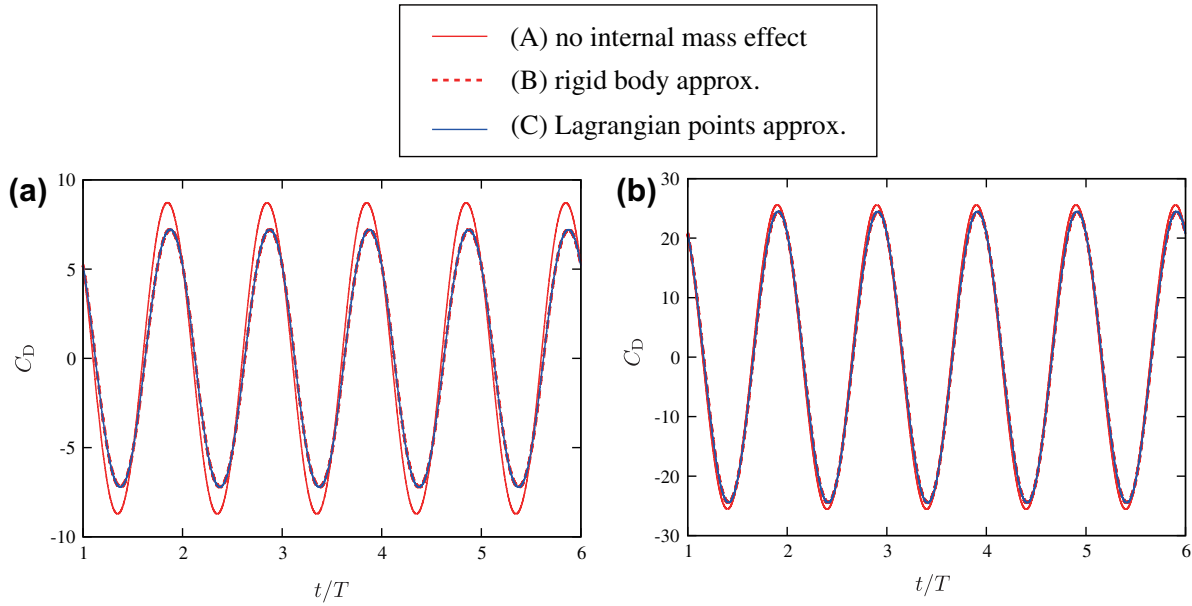 (A) no internal mass effect
(B) rigid body approx.
(C) Lagrangian points approx.
(a)
10
5
0
-5
-10
C_D
1 2 3 4 5 6
t/T
(b)
30
20
10
0
-10
-20
-30
C_D
1 2 3 4 5 6
t/T